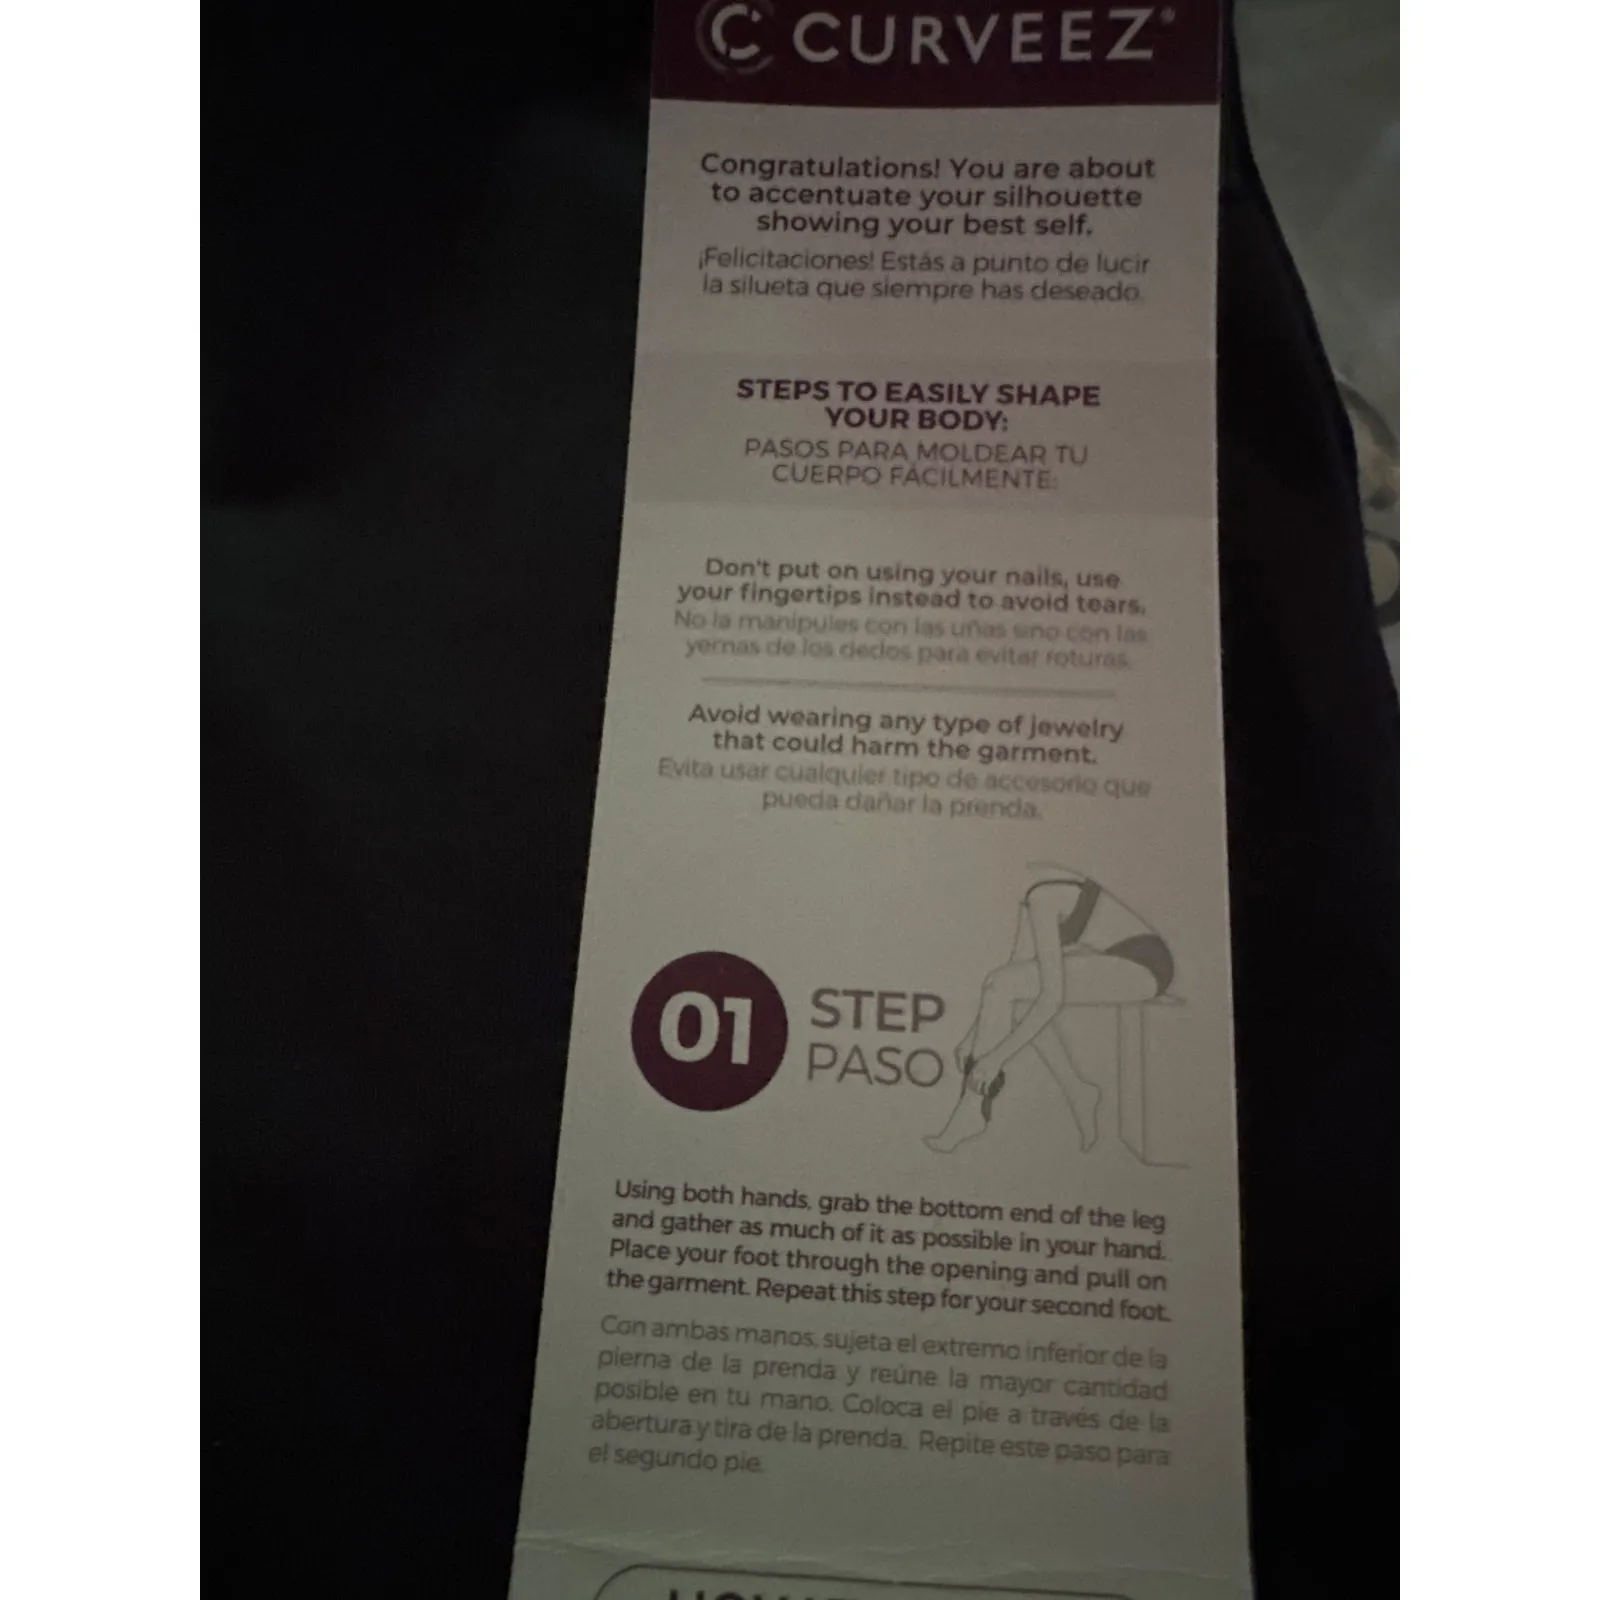 C CURVEEZ®
Congratulations! You are about
to accentuate your silhouette
showing your best self.
¡Felicitaciones! Estás a punto de lucir
la silueta que siempre has deseado.
STEPS TO EASILY SHAPE
YOUR BODY:
PASOS PARA MOLDEAR TU
CUERPO FÁCILMENTE:
Don't put on using your nails, use
your fingertips instead to avoid tears.
No la manipules con las uñas sino con las
yemas de los dedos para evitar roturas.
Avoid wearing any type of jewelry
that could harm the garment.
Evita usar cualquier tipo de accesorio que
pueda dañar la prenda.
01
STEP
PASO
Using both hands, grab the bottom end of the leg
and gather as much of it as possible in your hand.
Place your foot through the opening and pull on
the garment. Repeat this step for your second foot.
Con ambas manos, sujeta el extremo inferior de la
pierna de la prenda y reúne la mayor cantidad
posible en tu mano. Coloca el pie a través de la
abertura y tira de la prenda. Repite este paso para
el segundo pie.